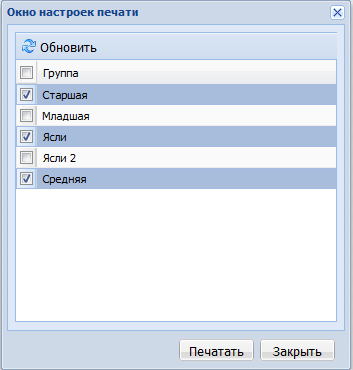 Окно настроек печати
Обновить
Группа
Старшая
Младшая
Ясли
Ясли 2
Средняя
Печатать Закрыть